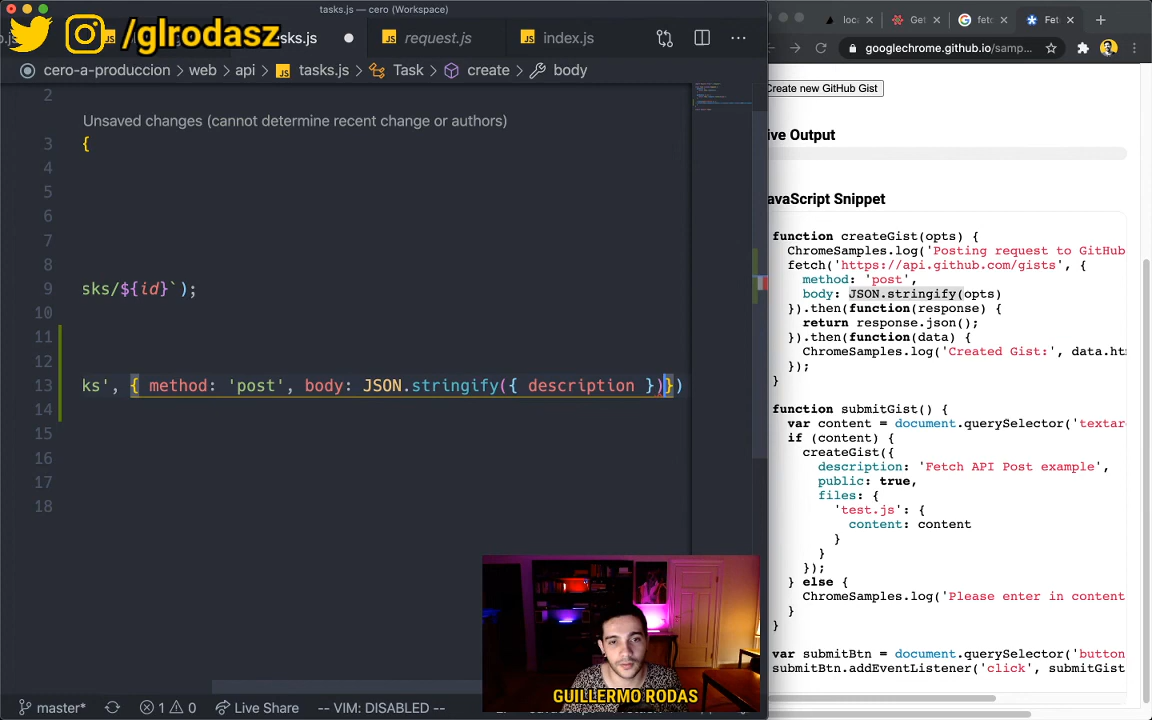 tasks.js — cero (Workspace)
/glrodasz
sks.js
request.js
index.js
cero-a-produccion > web > api > tasks.js > Task > create > body
2
Unsaved changes (cannot determine recent change or authors)
3 {
4
5
6
7
8
9 sks/${id}`);
10
11
12
13 ks', { method: 'post', body: JSON.stringify({ description })})
14
15
16
17
18
master*
1 0
Live Share
-- VIM: DISABLED --
GUILLERMO RODAS
loca
Get
fetc
Fet
googlechrome.github.io/samp...
Create new GitHub Gist
ive Output
avaScript Snippet
function createGist(opts) {
ChromeSamples.log('Posting request to GitHub
fetch('https://api.github.com/gists', {
method: 'post',
body: JSON.stringify(opts)
}).then(function(response) {
return response.json();
}).then(function(data) {
ChromeSamples.log('Created Gist:', data.htm
});
}
function submitGist() {
var content = document.querySelector('textar
if (content) {
createGist({
description: 'Fetch API Post example',
public: true,
files: {
'test.js': {
content: content
}
}
});
} else {
ChromeSamples.log('Please enter in content
}
}
var submitBtn = document.querySelector('button
submitBtn.addEventListener('click', submitGist